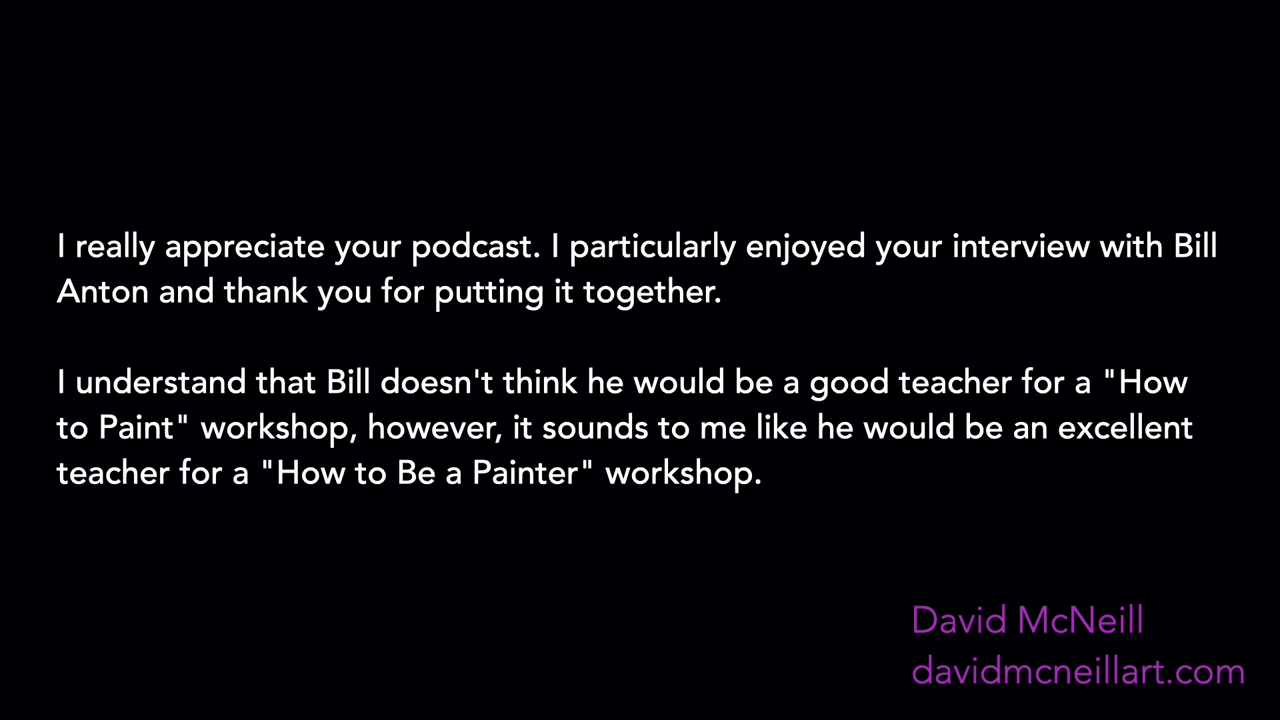 I really appreciate your podcast. I particularly enjoyed your interview with Bill
Anton and thank you for putting it together.
I understand that Bill doesn't think he would be a good teacher for a "How
to Paint" workshop, however, it sounds to me like he would be an excellent
teacher for a "How to Be a Painter" workshop.
David McNeill
davidmcneillart.com